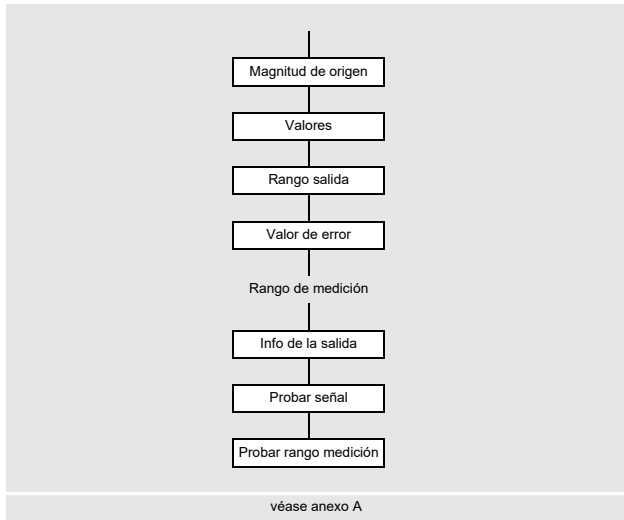 Magnitud de origen
Valores
Rango salida
Valor de error
Rango de medición
Info de la salida
Probar señal
Probar rango medición
véase anexo A